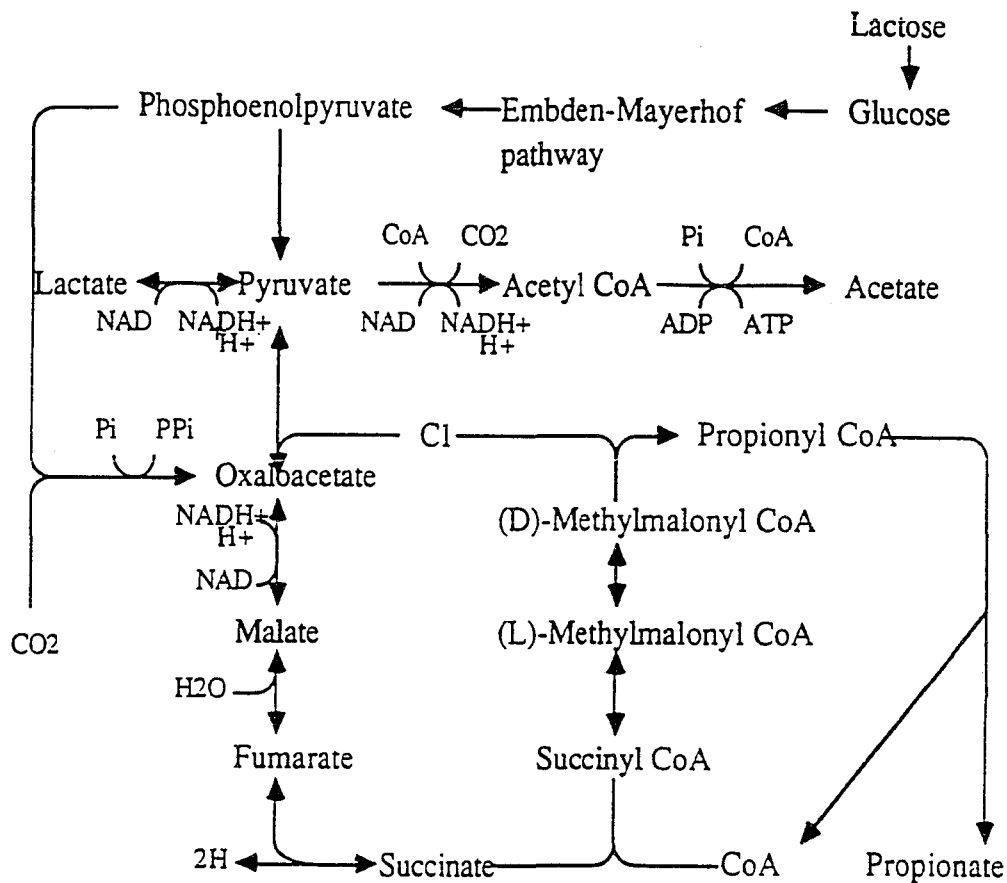 Lactose
Phosphoenolpyruvate
Embden-Mayerhof
pathway
Glucose
CoA
CO2
Pi
CoA
Lactate
Pyruvate
Acetyl CoA
Acetate
NAD
NADH+
H+
NAD
NADH+
H+
ADP
ATP
Pi
PPi
C1
Propionyl CoA
Oxaloacetate
NADH+
H+
(D)-Methylmalonyl CoA
NAD
CO2
Malate
(L)-Methylmalonyl CoA
H2O
Fumarate
Succinyl CoA
2H
Succinate
CoA
Propionate